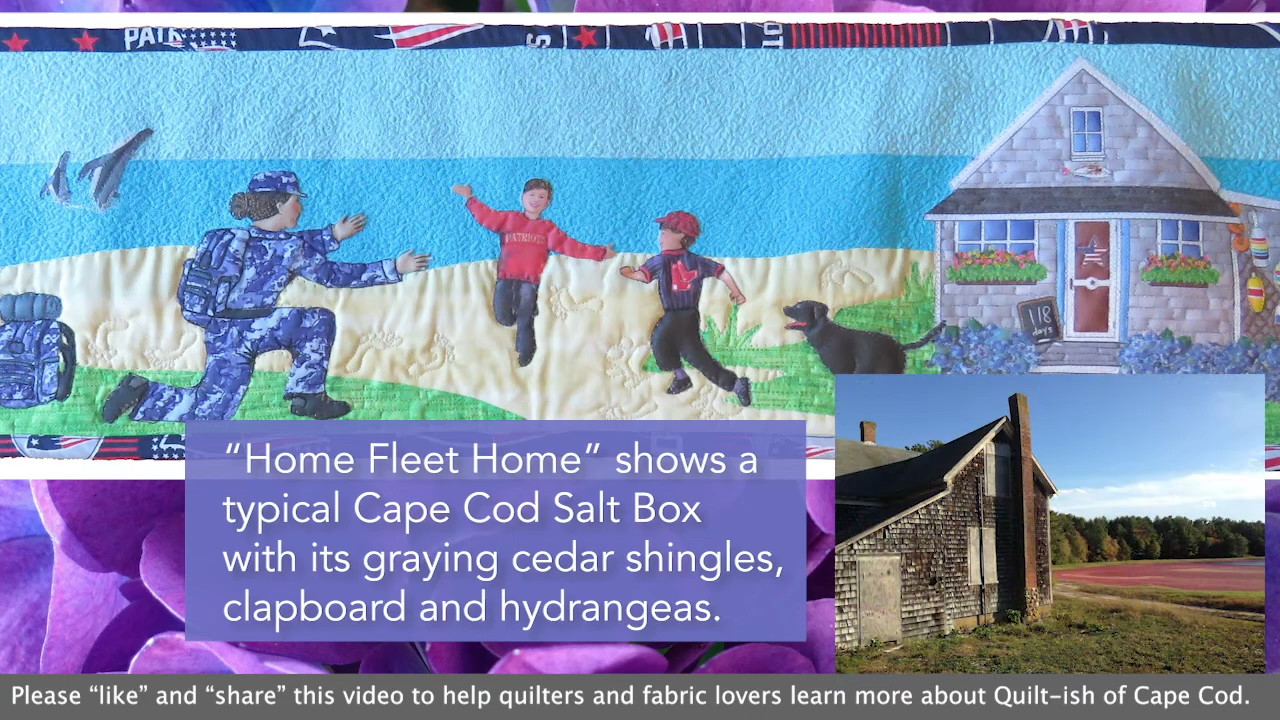 PATR
PATRIOTS
118
days
“Home Fleet Home” shows a
typical Cape Cod Salt Box
with its graying cedar shingles,
clapboard and hydrangeas.
Please “like” and “share” this video to help quilters and fabric lovers learn more about Quilt-ish of Cape Cod.